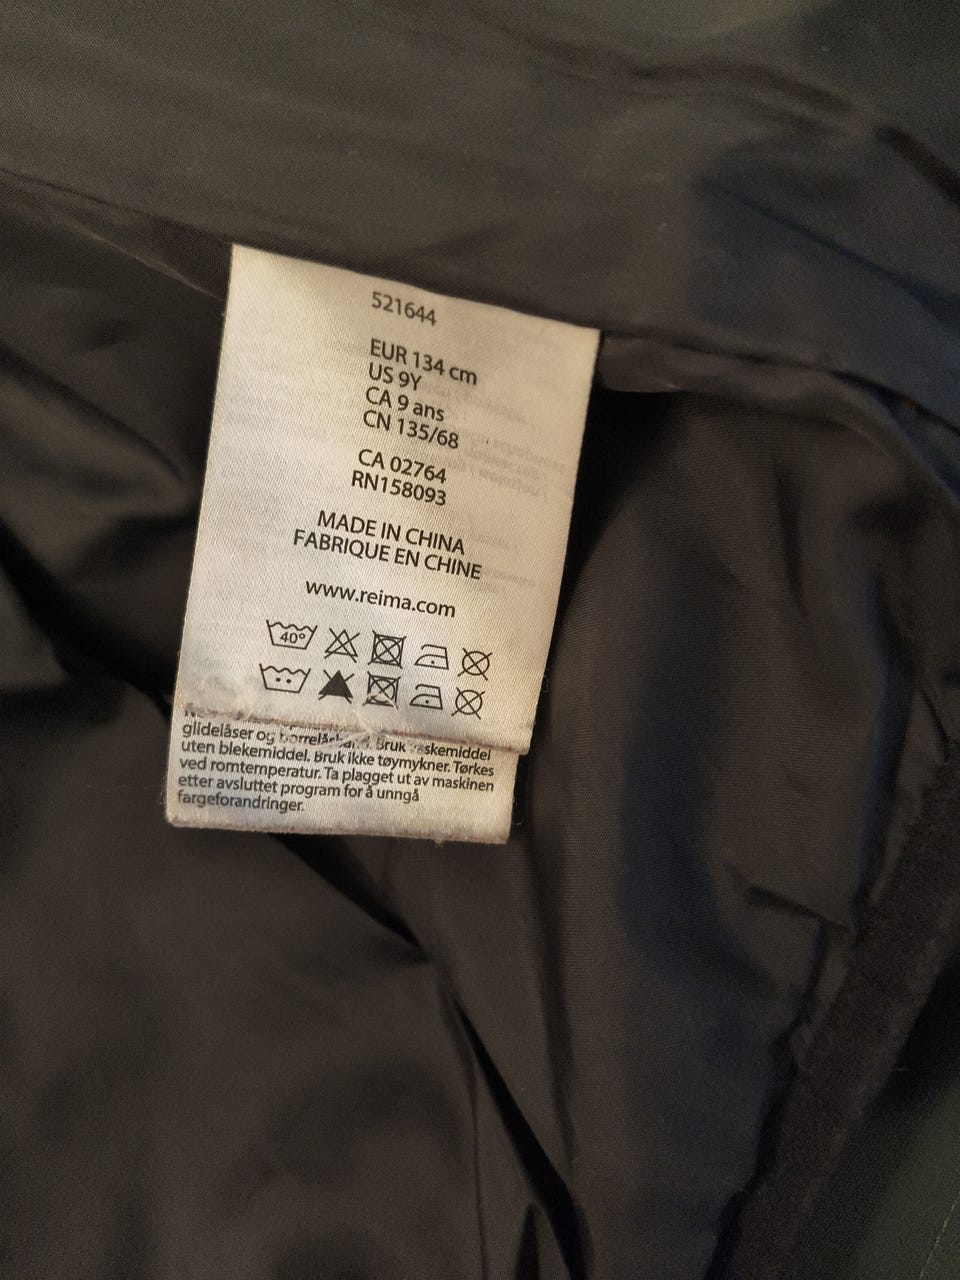 521644
EUR 134 cm
US 9Y
CA 9 ans
CN 135/68
CA 02764
RN158093
MADE IN CHINA
FABRIQUE EN CHINE
www.reima.com
40°
glidelåser og Bruk
uten blekemiddel. Bruk ikke tøymykner. Tørkes
ved romtemperatur. Ta plagget ut av maskinen
etter avsluttet program for å unngå
fargeforandringer.